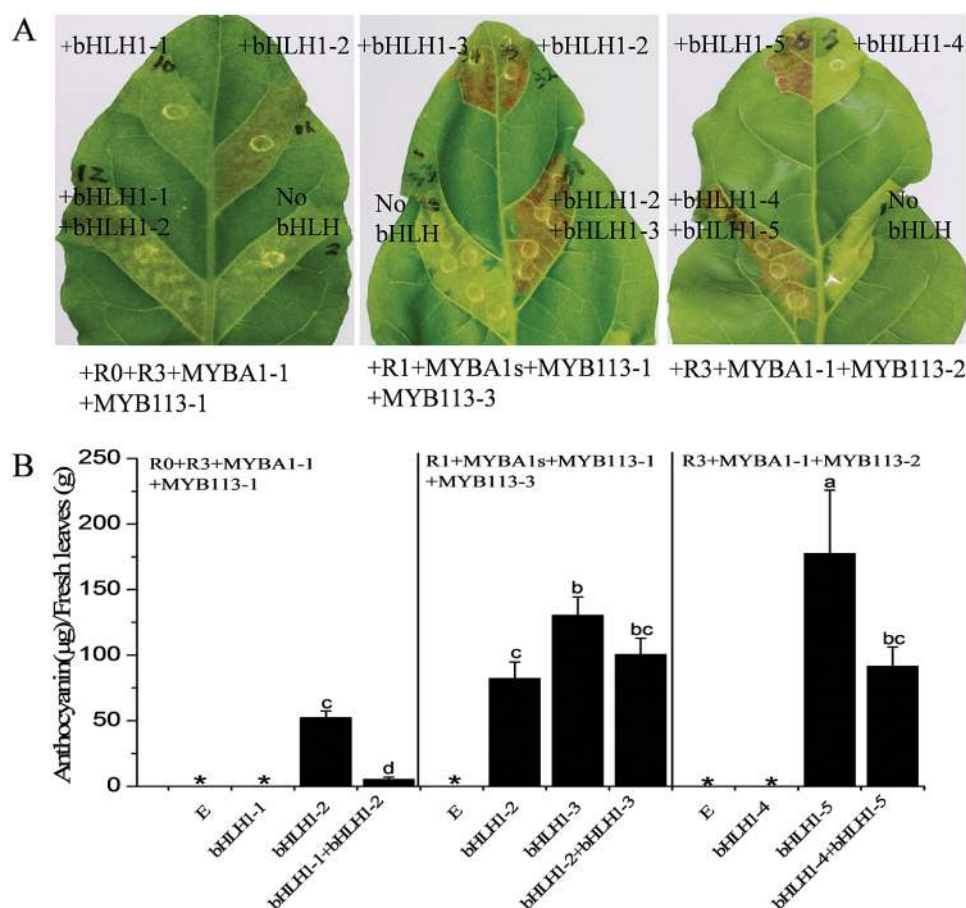 A
+bHLH1-1
+bHLH1-2
10
12
+bHLH1-1
+bHLH1-2
No
bHLH
+R0+R3+MYBA1-1
+MYB113-1
+bHLH1-3
+bHLH1-2
No
bHLH
+bHLH1-2
+bHLH1-3
+R1+MYBA1s+MYB113-1
+MYB113-3
+bHLH1-5
+bHLH1-4
+bHLH1-4
+bHLH1-5
No
bHLH
+R3+MYBA1-1+MYB113-2
B
Anthocyanin(μg)/Fresh leaves (g)
250
200
150
100
50
0
R0+R3+MYBA1-1
+MYB113-1
R1+MYBA1s+MYB113-1
+MYB113-3
R3+MYBA1-1+MYB113-2
* * c d
* c b bc
* * a bc
E
bHLH1-1
bHLH1-2
bHLH1-1+bHLH1-2
E
bHLH1-2
bHLH1-3
bHLH1-2+bHLH1-3
E
bHLH1-4
bHLH1-5
bHLH1-4+bHLH1-5